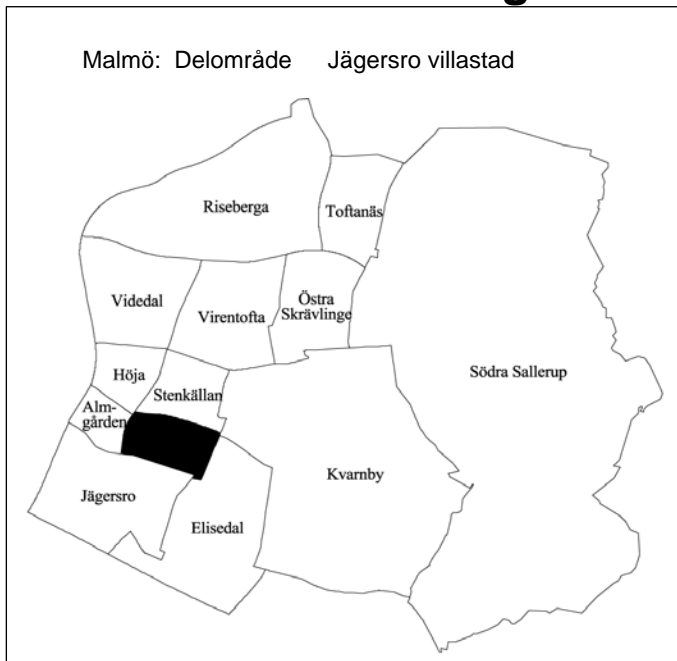 Malmö: Delområde Jägersro villastad
Riseberga
Toftanäs
Videdal
Virentofta
Östra
Skrävlinge
Södra Sallerup
Höja
Stenkällan
Alm-
gården
Kvarnby
Jägersro
Elisedal